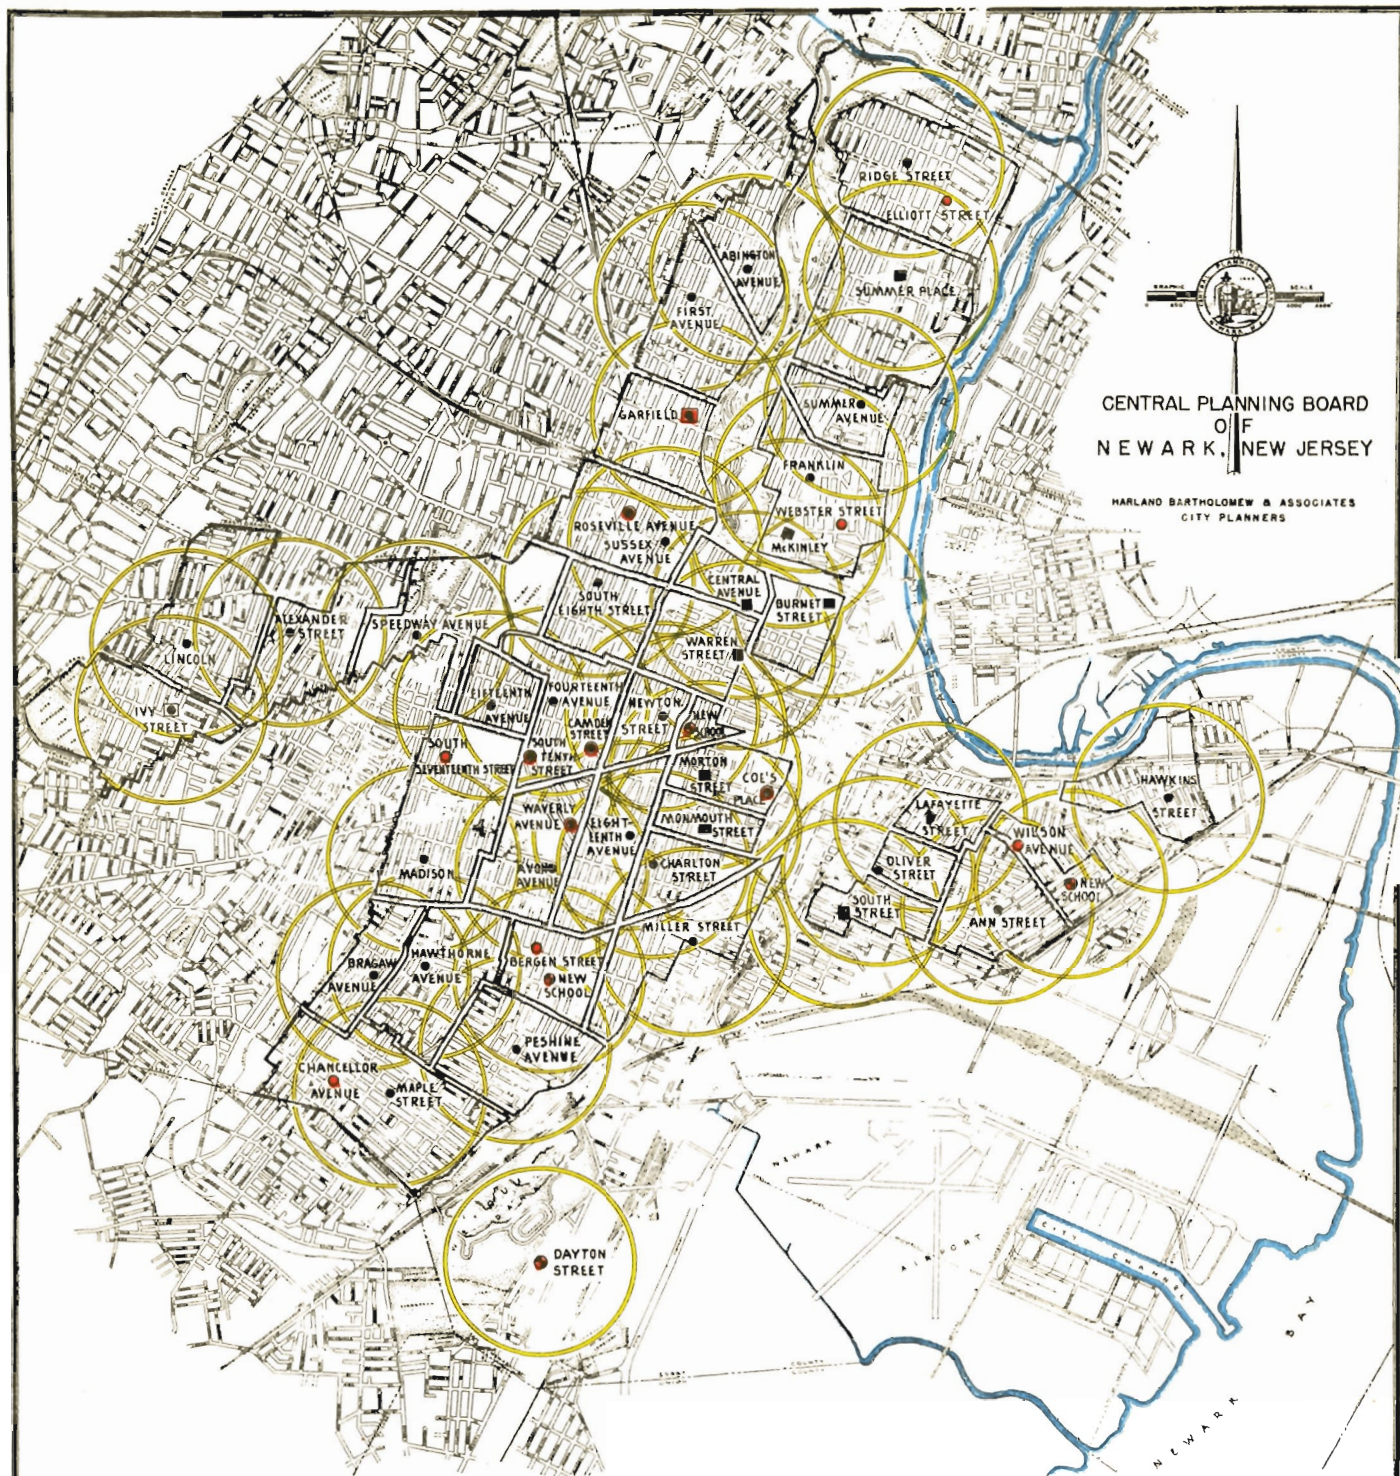 RIDGE STREET
ELLIOTT STREET
ABINGTON
AVENUE
SUMMER PLACE
FIRST
AVENUE
GRAPHIC
SCALE
CENTRAL PLANNING BOARD
OF
NEWARK, NEW JERSEY
HARLAND BARTHOLOMEW & ASSOCIATES
CITY PLANNERS
GARFIELD
SUMMER
AVENUE
FRANKLIN
WEBSTER STREET
McKINLEY
ROSEVILLE AVENUE
SUSSEX
AVENUE
CENTRAL
AVENUE
SOUTH
EIGHTH STREET
BURNET
STREET
ALEXANDER
STREET
SPEEDWAY AVENUE
LINCOLN
WARREN
STREET
IVY
STREET
FIFTEENTH
AVENUE
FOURTEENTH
AVENUE
CAMDEN
STREET
NEWTON
STREET
NEW
SCHOOL
SOUTH
SEVENTEENTH STREET
SOUTH
TENTH
STREET
MORTON
STREET
COE'S
PLACE
HAWKINS
STREET
WAVERLY
AVENUE
EIGHT-
TEENTH
AVENUE
MONMOUTH
STREET
LAFAYETTE
STREET
WILSON
AVENUE
MADISON
AVON
AVENUE
CHARLTON
STREET
OLIVER
STREET
NEW
SCHOOL
SOUTH
STREET
ANN STREET
MILLER STREET
BRAGAW
AVENUE
HAWTHORNE
AVENUE
BERGEN STREET
NEW
SCHOOL
PESHINE
AVENUE
CHANCELLOR
AVENUE
MAPLE
STREET
DAYTON
STREET
NEWARK
AIRPORT
CITY CHANNEL
NEWARK BAY